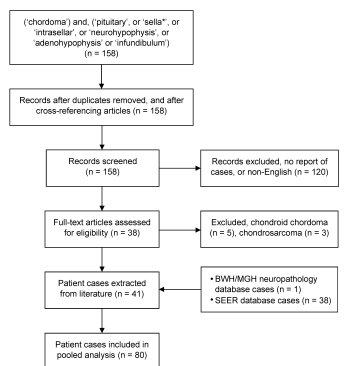 ('chordoma') and, ('pituitary', or 'sella*', or
'intrasellar', or 'neurohypophysis', or
'adenohypophysis' or 'infundibulum')
(n = 158)
Records after duplicates removed, and after
cross-referencing articles (n = 158)
Records screened
(n = 158)
Records excluded, no report of
cases, or non-English (n = 120)
Full-text articles assessed
for eligibility (n = 38)
Excluded, chondroid chordoma
(n = 5), chondrosarcoma (n = 3)
Patient cases extracted
from literature (n = 41)
• BWH/MGH neuropathology
database cases (n = 1)
• SEER database cases (n = 38)
Patient cases included in
pooled analysis (n = 80)